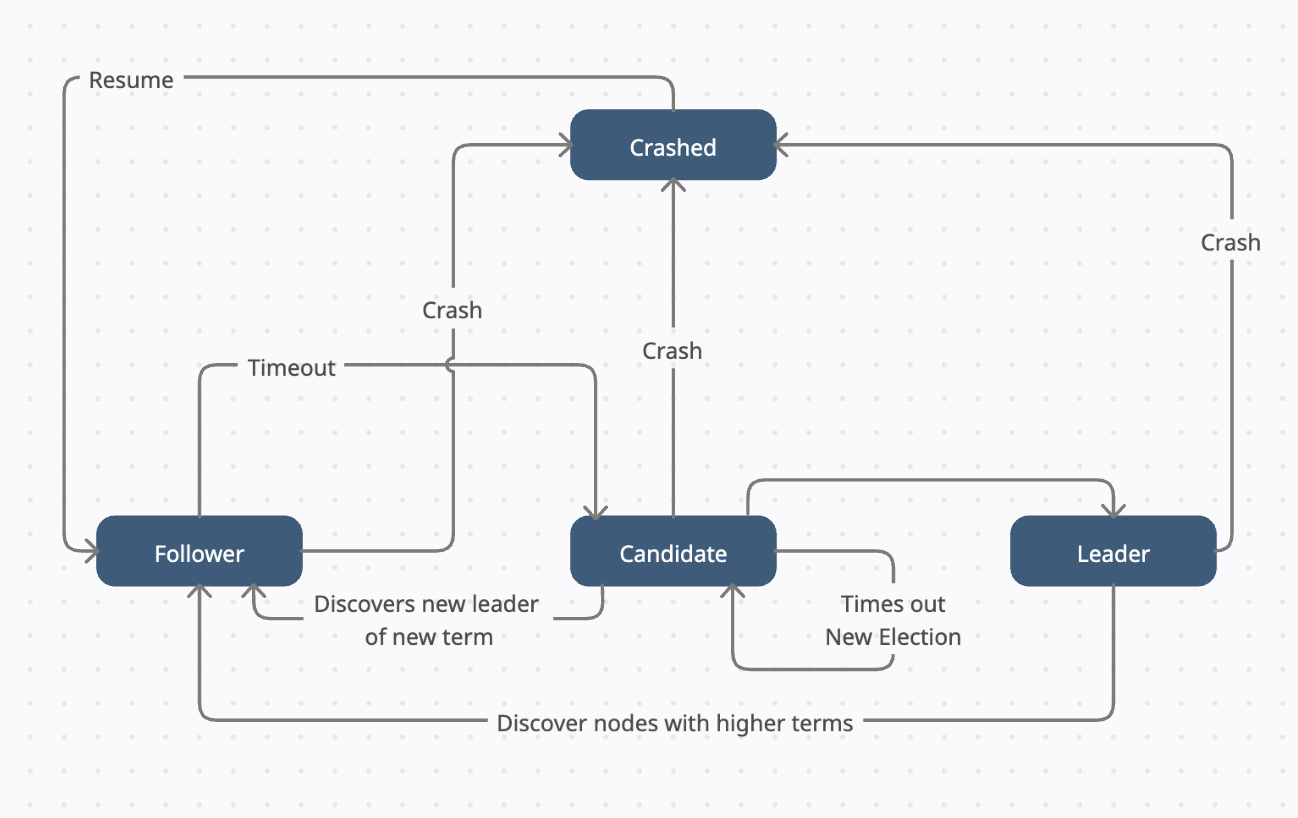 Resume
Crashed
Crash
Crash
Timeout
Crash
Follower
Candidate
Leader
Discovers new leader
of new term
Times out
New Election
Discover nodes with higher terms